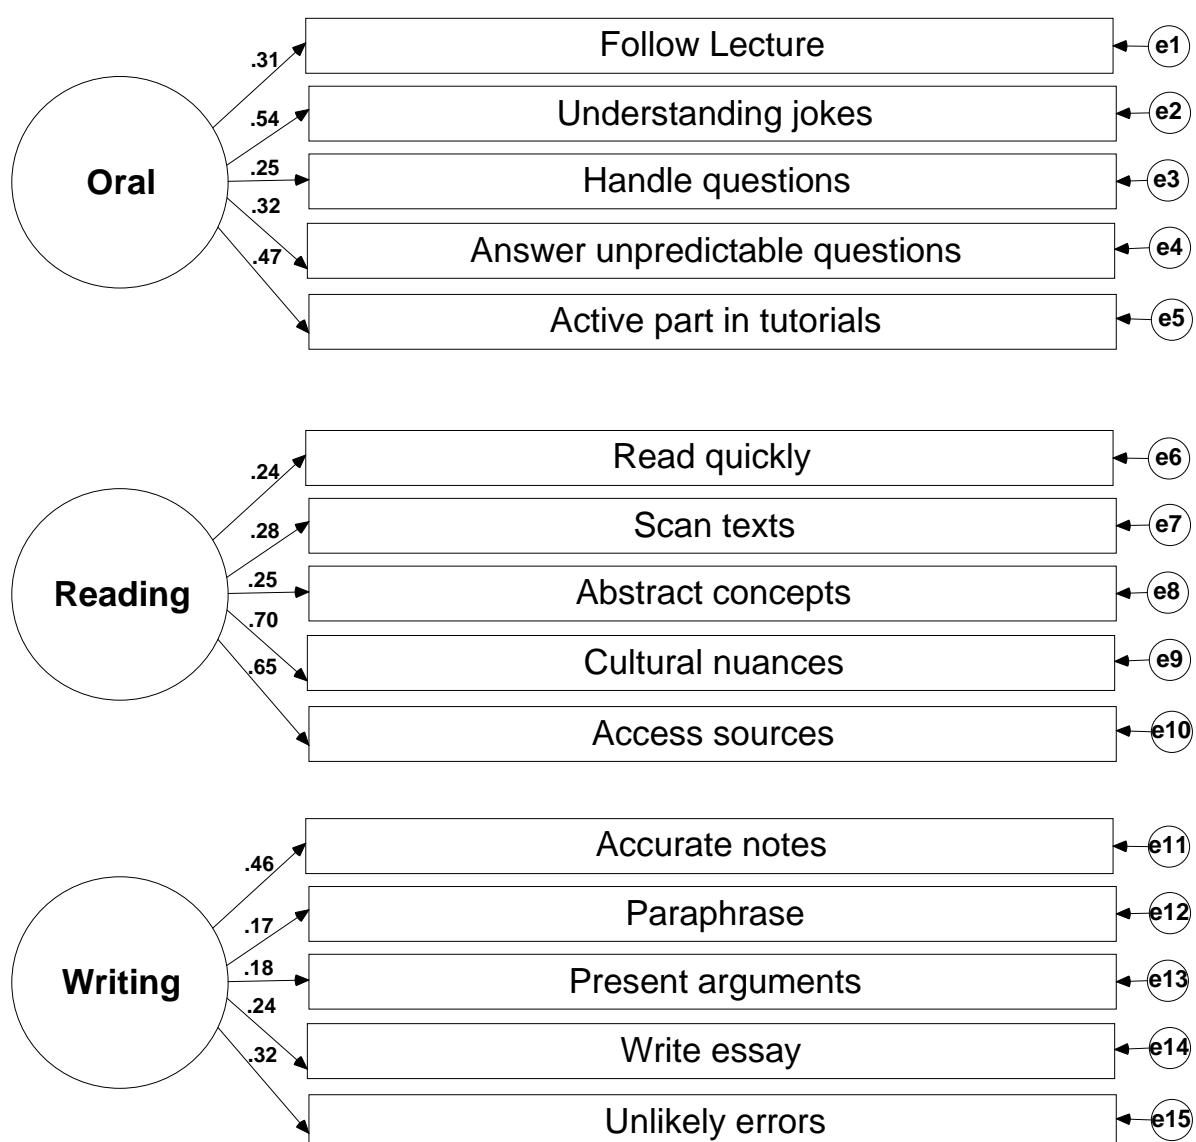 .31
Follow Lecture
e1
.54
Understanding jokes
e2
Oral
.25
Handle questions
e3
.32
Answer unpredictable questions
e4
.47
Active part in tutorials
e5
.24
Read quickly
e6
.28
Scan texts
e7
Reading
.25
Abstract concepts
e8
.70
Cultural nuances
e9
.65
Access sources
e10
.46
Accurate notes
e11
.17
Paraphrase
e12
Writing
.18
Present arguments
e13
.24
Write essay
e14
.32
Unlikely errors
e15